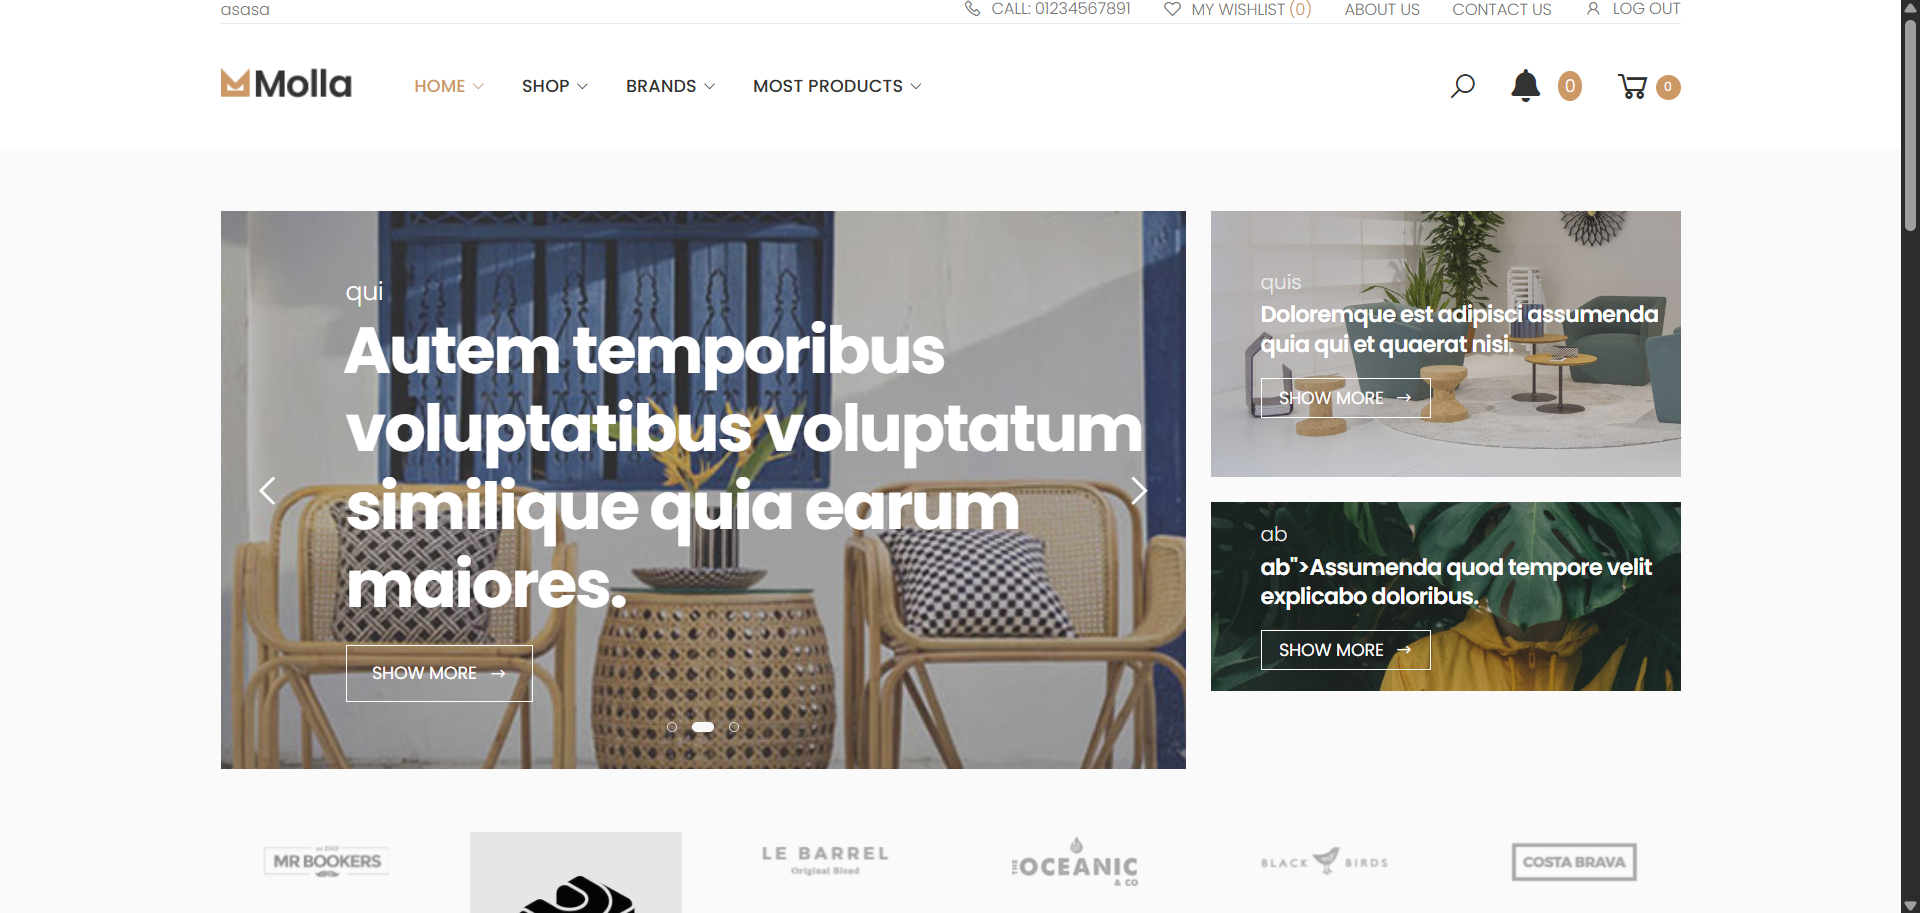 asasa
CALL: 01234567891
MY WISHLIST (0)
ABOUT US
CONTACT US
LOG OUT
Molla
HOME
SHOP
BRANDS
MOST PRODUCTS
0
0
qui
Autem temporibus
voluptatibus voluptatum
similique quia earum
maiores.
SHOW MORE →
quis
Doloremque est adipisci assumenda
quia qui et quaerat nisi.
SHOW MORE →
ab
ab">Assumenda quod tempore velit
explicabo doloribus.
SHOW MORE →
MR BOOKERS
LE BARREL
Original Blend
THE OCEANIC
& CO
BLACK BIRDS
COSTA BRAVA